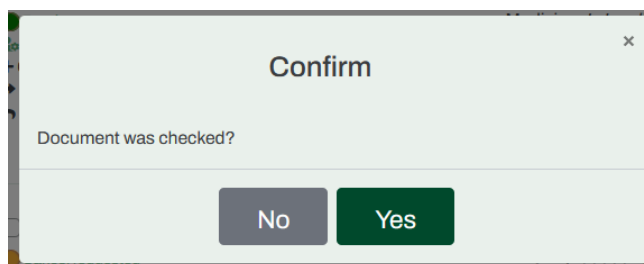 ×
Confirm
Document was checked?
No
Yes